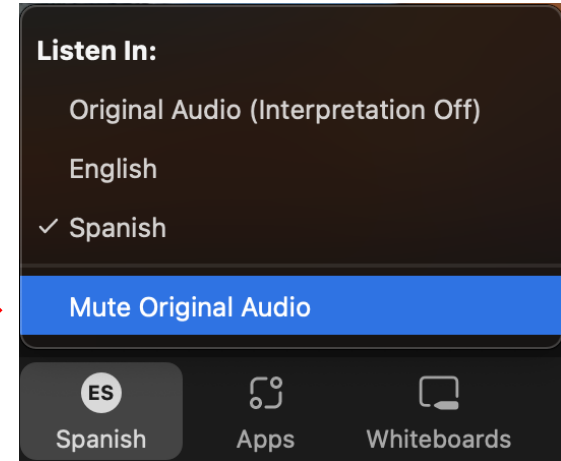 Listen In:
Original Audio (Interpretation Off)
English
✓ Spanish
Mute Original Audio
ES
Spanish
Apps
Whiteboards